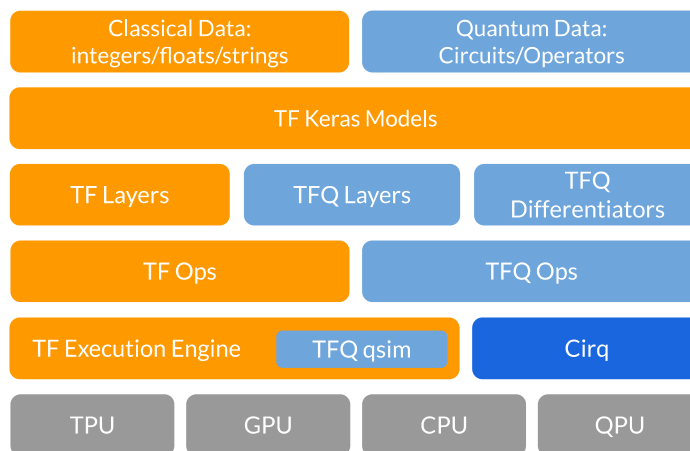 Classical Data:
integers/floats/strings
Quantum Data:
Circuits/Operators
TF Keras Models
TF Layers
TFQ Layers
TFQ
Differentiators
TF Ops
TFQ Ops
TF Execution Engine
TFQ qsim
Cirq
TPU
GPU
CPU
QPU